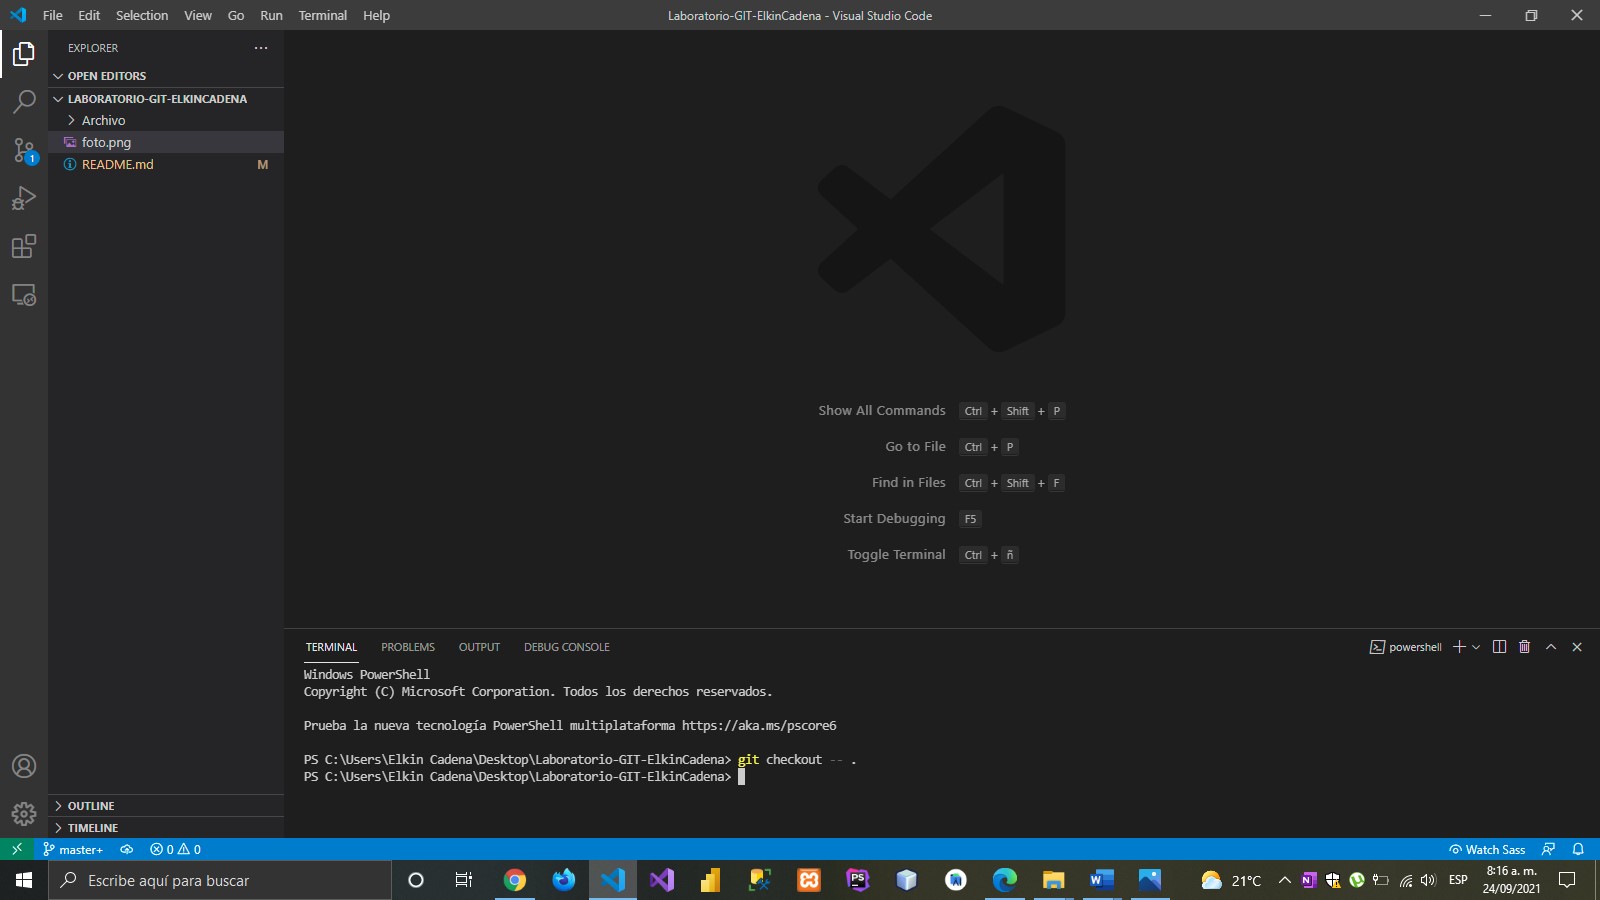 File Edit Selection View Go Run Terminal Help
Laboratorio-GIT-ElkinCadena - Visual Studio Code
EXPLORER
OPEN EDITORS
LABORATORIO-GIT-ELKINCADENA
Archivo
foto.png
README.md M
1
Show All Commands Ctrl + Shift + P
Go to File Ctrl + P
Find in Files Ctrl + Shift + F
Start Debugging F5
Toggle Terminal Ctrl + ñ
TERMINAL PROBLEMS OUTPUT DEBUG CONSOLE
powershell
Windows PowerShell
Copyright (C) Microsoft Corporation. Todos los derechos reservados.
Prueba la nueva tecnología PowerShell multiplataforma https://aka.ms/pscore6
PS C:\Users\Elkin Cadena\Desktop\Laboratorio-GIT-ElkinCadena> git checkout -- .
PS C:\Users\Elkin Cadena\Desktop\Laboratorio-GIT-ElkinCadena>
OUTLINE
TIMELINE
master+ 0 0
Watch Sass
Escribe aquí para buscar
21°C
ESP
8:16 a. m.
24/09/2021